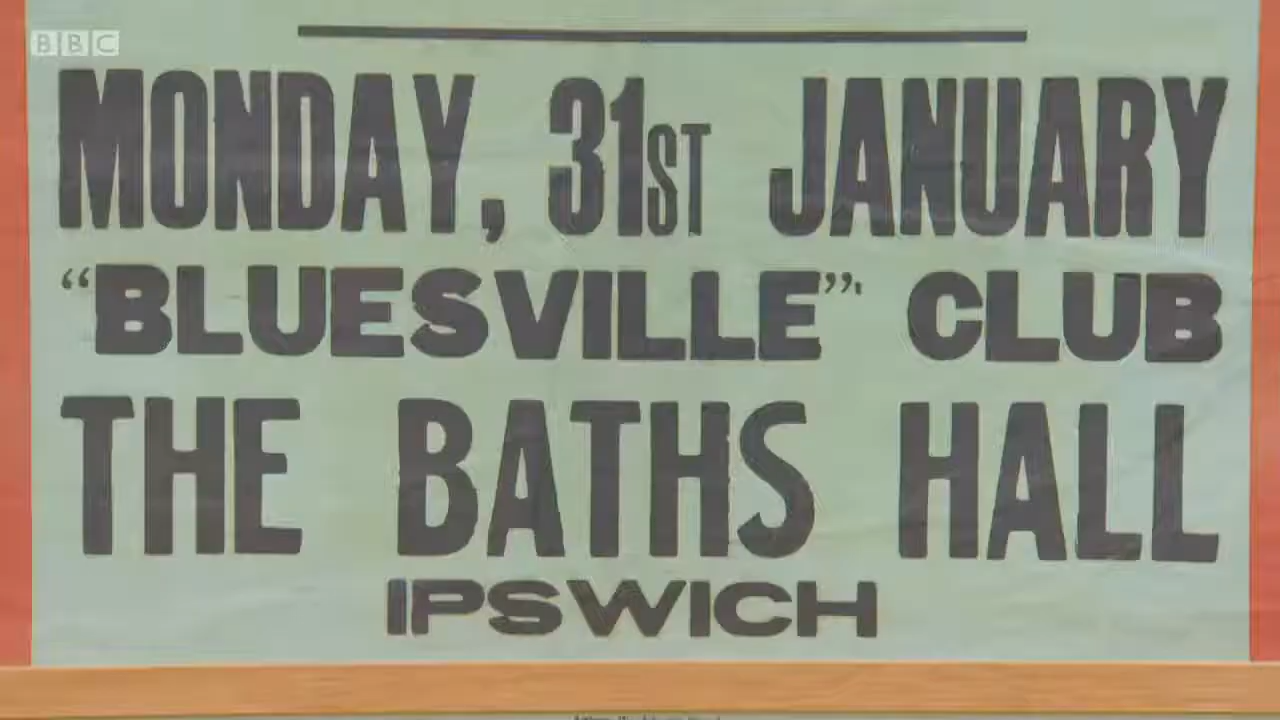 BBC
MONDAY, 31ST JANUARY
“BLUESVILLE” CLUB
THE BATHS HALL
IPSWICH